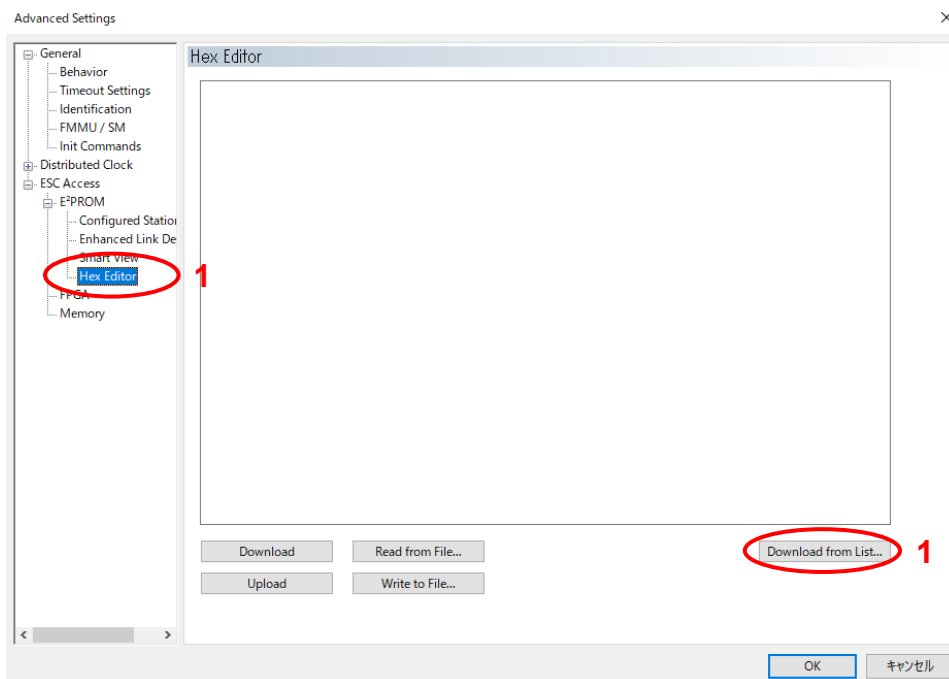 Advanced Settings
General
Behavior
Timeout Settings
Identification
FMMU / SM
Init Commands
Distributed Clock
ESC Access
E²PROM
Configured Station
Enhanced Link De
Smart View
Hex Editor
FPGA
Memory
1
Hex Editor
Download
Read from File...
Download from List...
1
Upload
Write to File...
OK
キャンセル